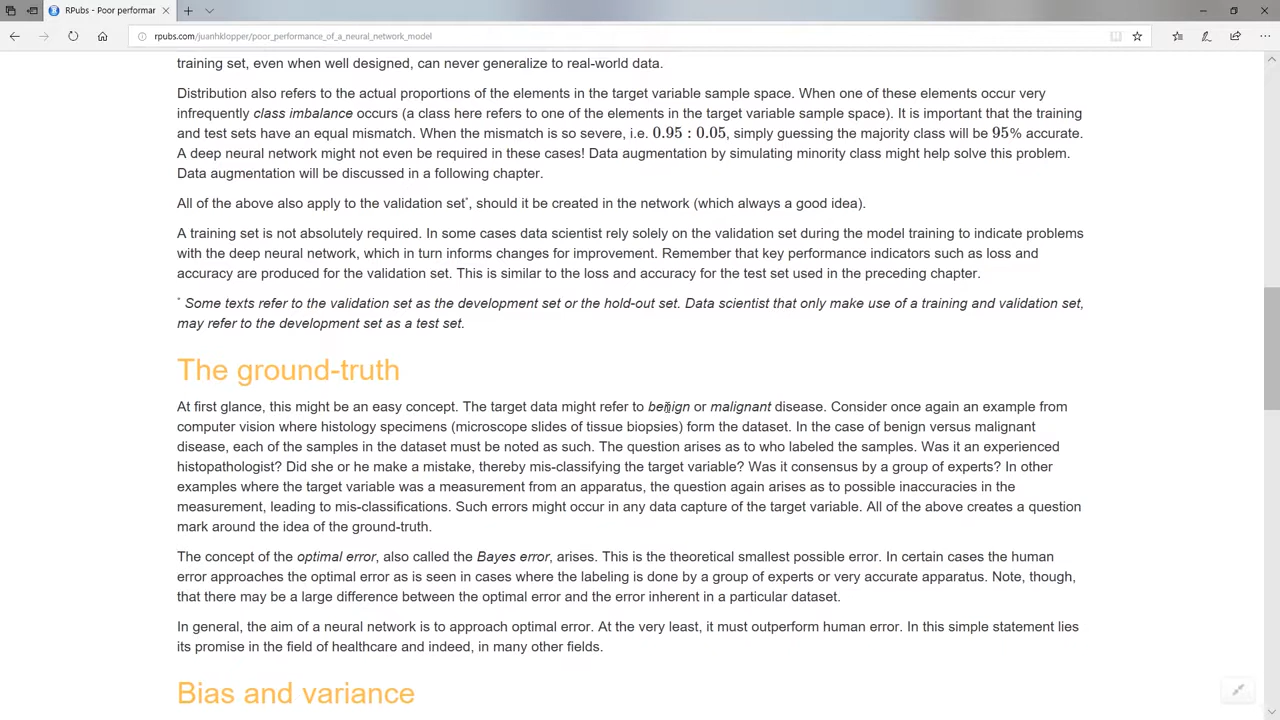 RPubs - Poor performar
rpubs.com/juanhklopper/poor_performance_of_a_neural_network_model
training set, even when well designed, can never generalize to real-world data.
Distribution also refers to the actual proportions of the elements in the target variable sample space. When one of these elements occur very
infrequently class imbalance occurs (a class here refers to one of the elements in the target variable sample space). It is important that the training
and test sets have an equal mismatch. When the mismatch is so severe, i.e. 0.95 : 0.05, simply guessing the majority class will be 95% accurate.
A deep neural network might not even be required in these cases! Data augmentation by simulating minority class might help solve this problem.
Data augmentation will be discussed in a following chapter.
All of the above also apply to the validation set*, should it be created in the network (which always a good idea).
A training set is not absolutely required. In some cases data scientist rely solely on the validation set during the model training to indicate problems
with the deep neural network, which in turn informs changes for improvement. Remember that key performance indicators such as loss and
accuracy are produced for the validation set. This is similar to the loss and accuracy for the test set used in the preceding chapter.
* Some texts refer to the validation set as the development set or the hold-out set. Data scientist that only make use of a training and validation set,
may refer to the development set as a test set.
The ground-truth
At first glance, this might be an easy concept. The target data might refer to benign or malignant disease. Consider once again an example from
computer vision where histology specimens (microscope slides of tissue biopsies) form the dataset. In the case of benign versus malignant
disease, each of the samples in the dataset must be noted as such. The question arises as to who labeled the samples. Was it an experienced
histopathologist? Did she or he make a mistake, thereby mis-classifying the target variable? Was it consensus by a group of experts? In other
examples where the target variable was a measurement from an apparatus, the question again arises as to possible inaccuracies in the
measurement, leading to mis-classifications. Such errors might occur in any data capture of the target variable. All of the above creates a question
mark around the idea of the ground-truth.
The concept of the optimal error, also called the Bayes error, arises. This is the theoretical smallest possible error. In certain cases the human
error approaches the optimal error as is seen in cases where the labeling is done by a group of experts or very accurate apparatus. Note, though,
that there may be a large difference between the optimal error and the error inherent in a particular dataset.
In general, the aim of a neural network is to approach optimal error. At the very least, it must outperform human error. In this simple statement lies
its promise in the field of healthcare and indeed, in many other fields.
Bias and variance